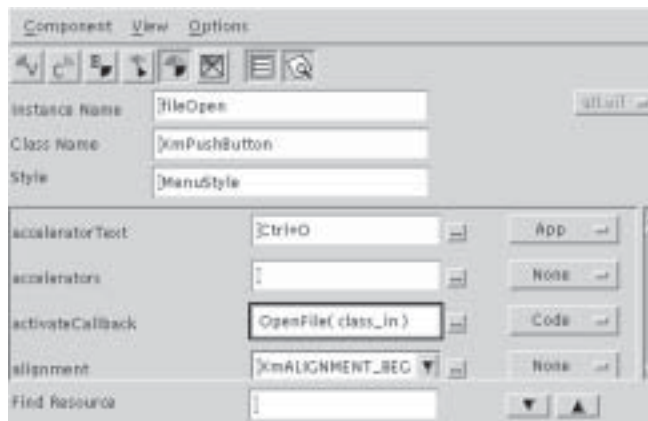 Component View Options
Instance Name fileOpen
Class Name XmPushButton
Style MenuStyle
acceleratorText Ctrl+O App
accelerators None
activateCallback OpenFile( class_in ) Code
alignment XmALIGNMENT_BEG None
Find Resource